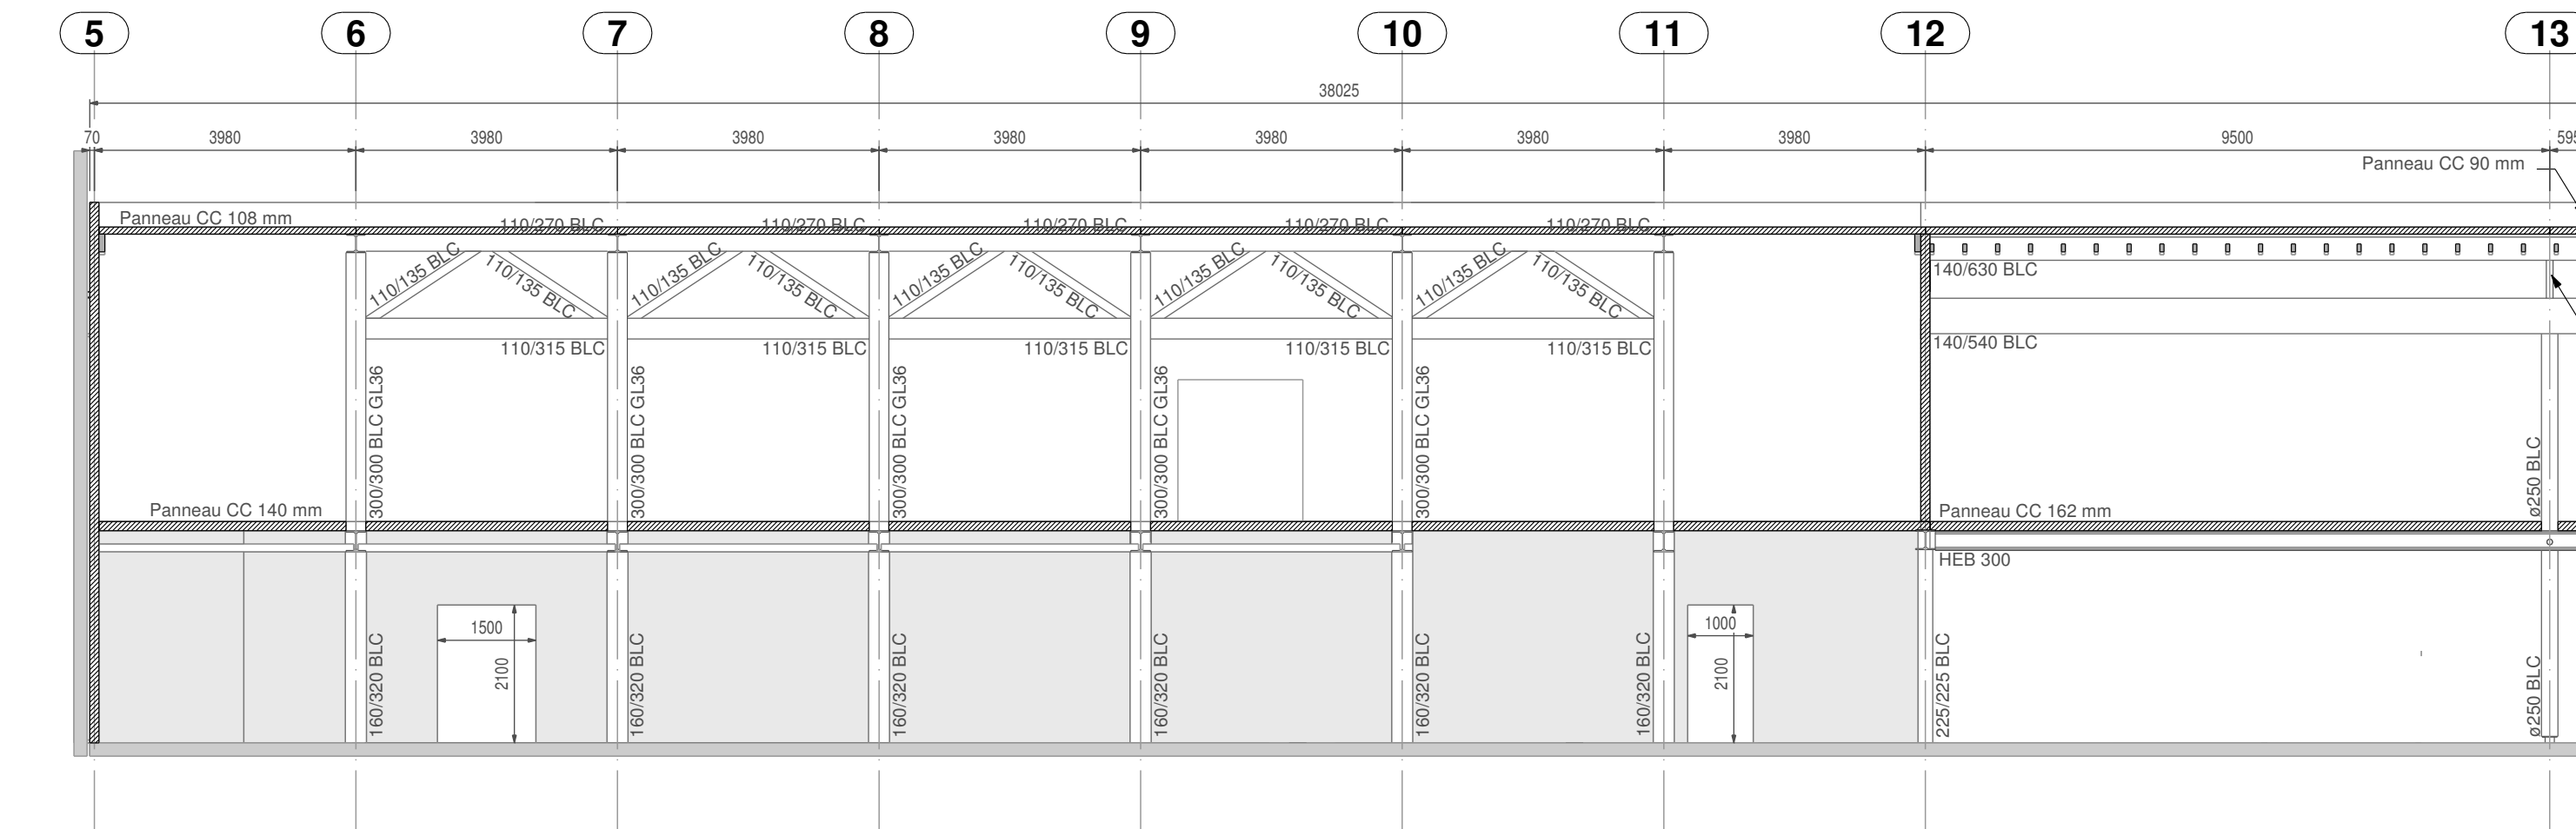 5 6 7 8 9 10 11 12 13
38025
70 3980 3980 3980 3980 3980 3980 3980 9500
Panneau CC 90 mm
Panneau CC 108 mm 110/270 BLC 110/270 BLC 110/270 BLC 110/270 BLC 110/270 BLC
110/135 BLC 110/135 BLC 110/135 BLC 110/135 BLC 110/135 BLC 110/135 BLC 110/135 BLC 110/135 BLC 110/135 BLC 110/135 BLC
140/630 BLC
110/315 BLC 110/315 BLC 110/315 BLC 110/315 BLC 110/315 BLC
140/540 BLC
300/300 BLC GL36 300/300 BLC GL36 300/300 BLC GL36 300/300 BLC GL36 300/300 BLC GL36
ø250 BLC
Panneau CC 140 mm
Panneau CC 162 mm
HEB 300
1500
2100
1000
2100
160/320 BLC 160/320 BLC 160/320 BLC 160/320 BLC 160/320 BLC 160/320 BLC
225/225 BLC
ø250 BLC